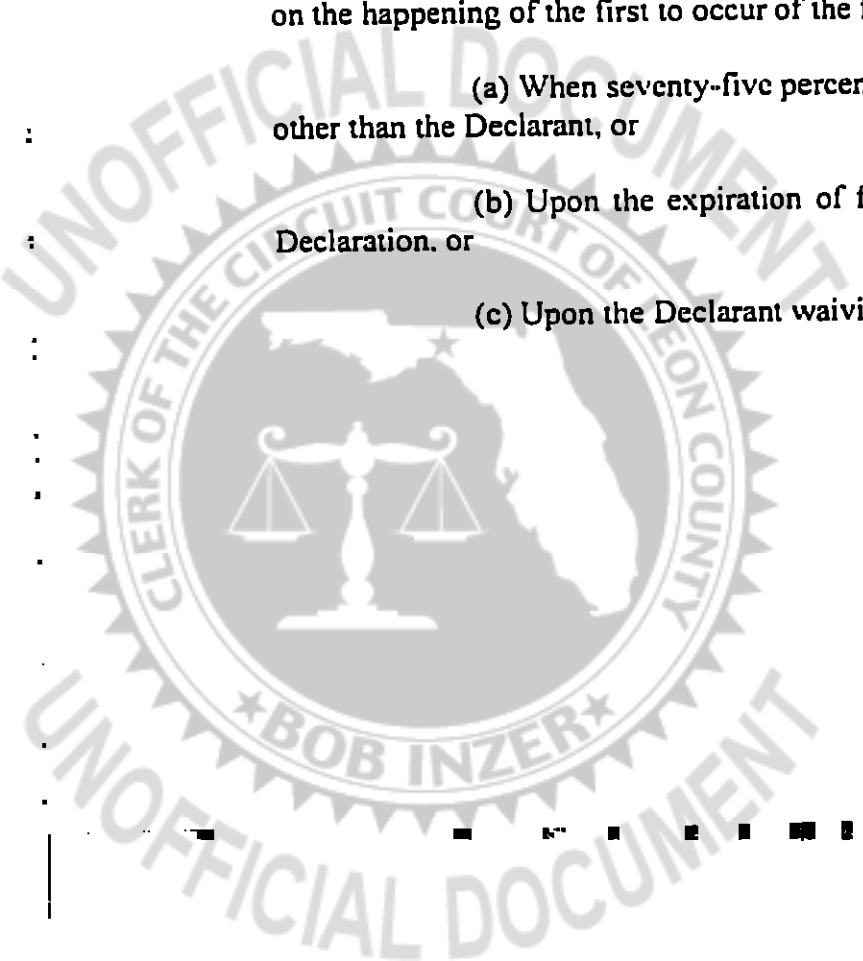 on the happening of the first to occur of the
(a) When seventy-five
other than the Declarant, or
(b) Upon the expiration of
Declaration. or
(c) Upon the Declarant
UNOFFICIAL DOCUMENT
CLERK OF THE CIRCUIT COURT OF LEON COUNTY
★BOB INZER★
UNOFFICIAL DOCUMENT